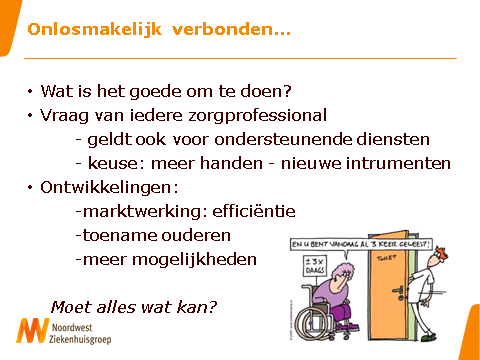 Onlosmakelijk verbonden...
• Wat is het goede om te doen?
• Vraag van iedere zorgprofessional
- geldt ook voor ondersteunende diensten
- keuse: meer handen - nieuwe intrumenten
• Ontwikkelingen:
-marktwerking: efficiëntie
-toename ouderen
-meer mogelijkheden
EN U BENT VANDAAG AL 3 KEER GEWEEST!
± 3x
DAAGS
TOILET
Moet alles wat kan?
Noordwest
Ziekenhuisgroep